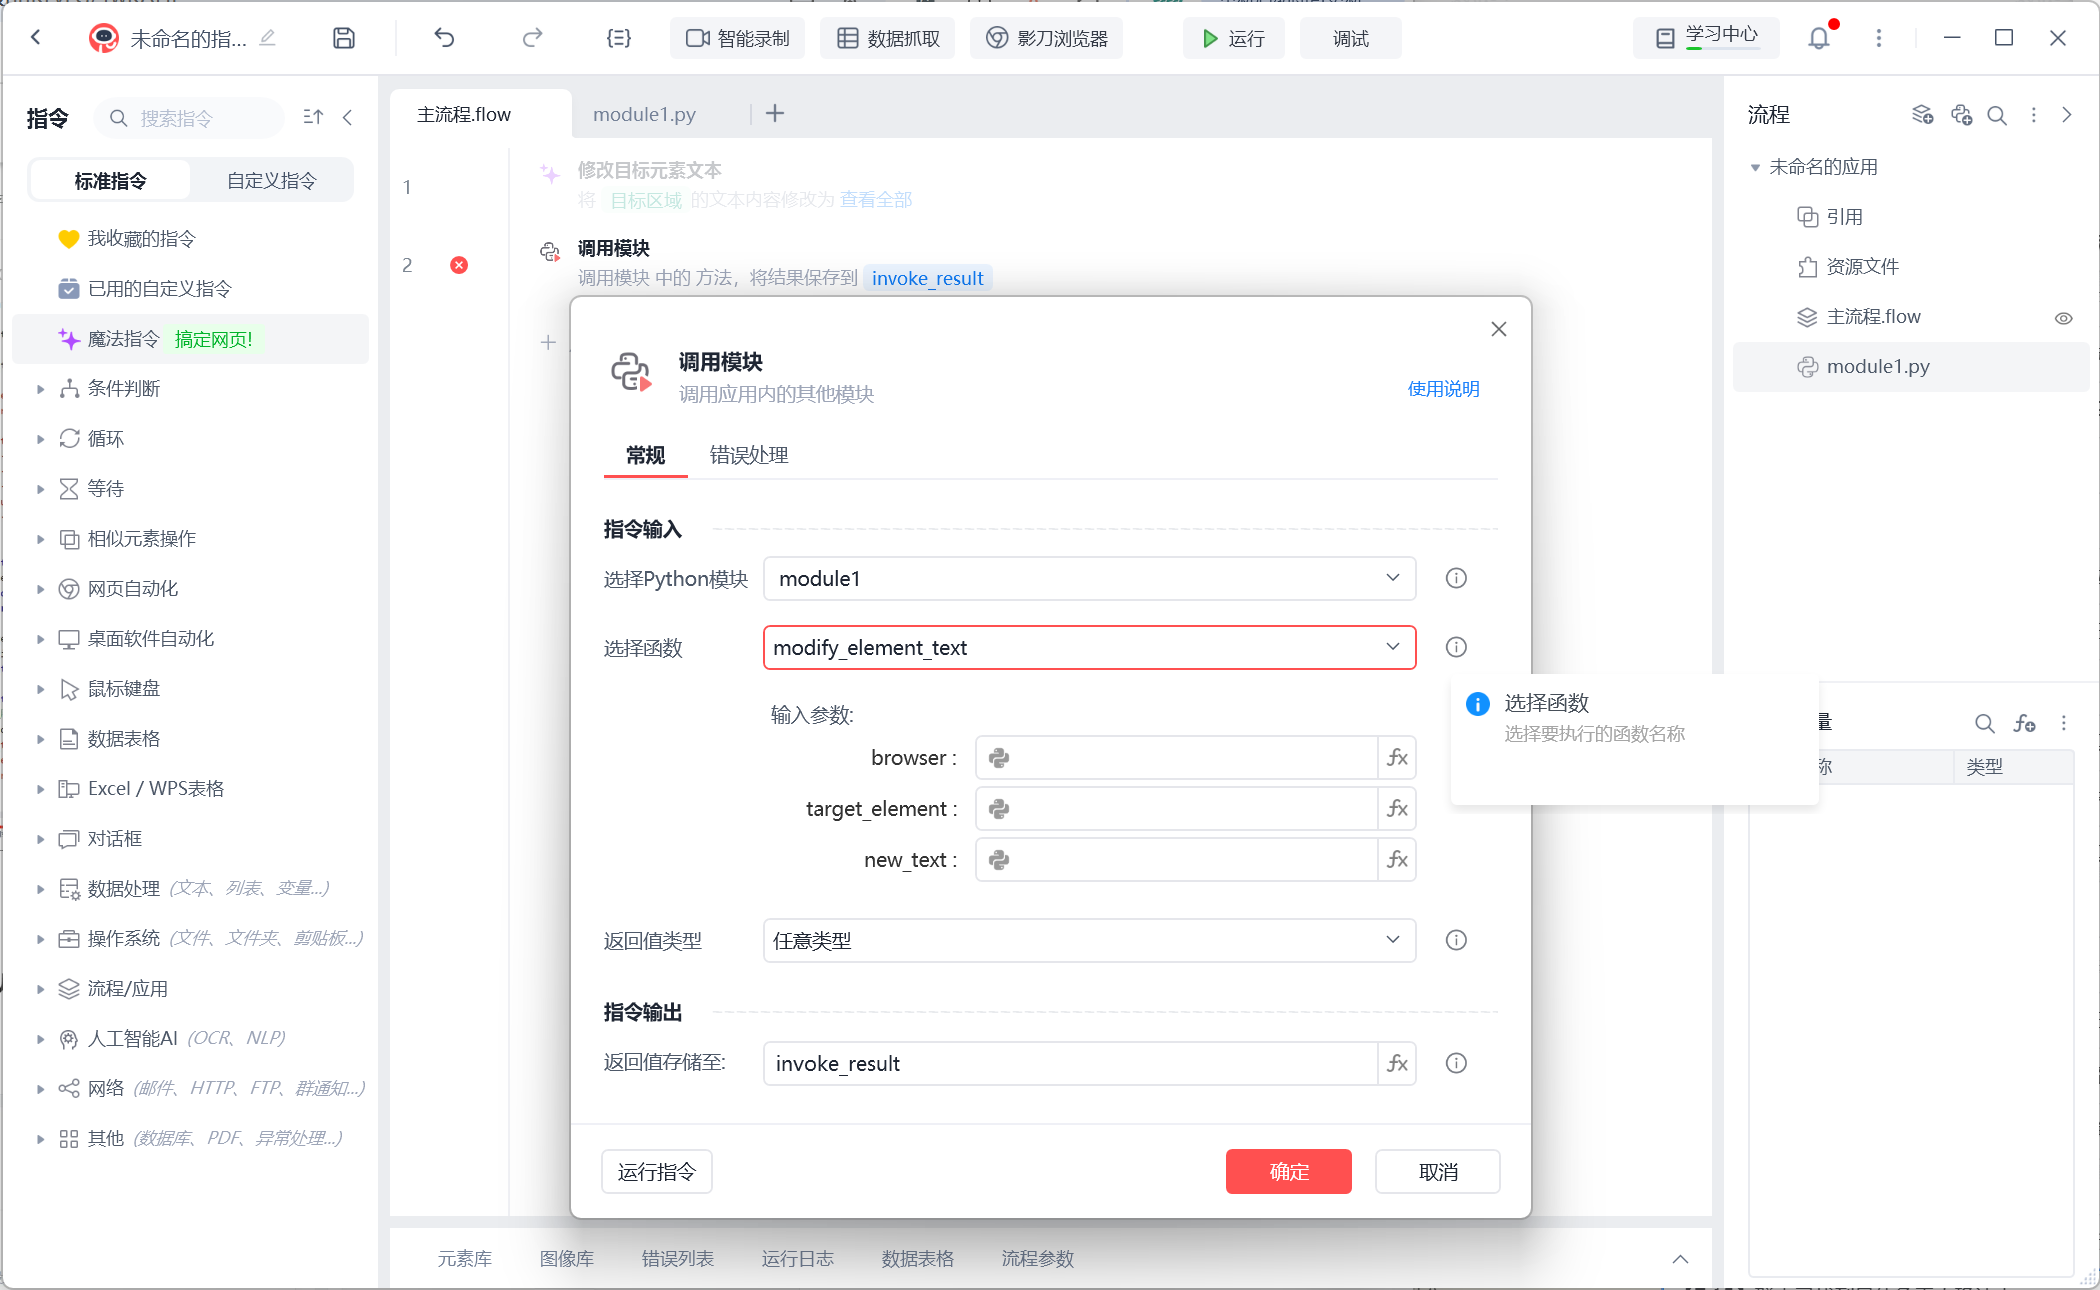 未命名的指...
智能录制
数据抓取
影刀浏览器
运行
调试
学习中心
指令
搜索指令
标准指令
自定义指令
我收藏的指令
已用的自定义指令
魔法指令 搞定网页!
条件判断
循环
等待
相似元素操作
网页自动化
桌面软件自动化
鼠标键盘
数据表格
Excel / WPS表格
对话框
数据处理 (文本、列表、变量...)
操作系统 (文件、文件夹、剪贴板...)
流程/应用
人工智能AI (OCR、NLP)
网络 (邮件、HTTP、FTP、群通知...)
其他 (数据库、PDF、异常处理...)
主流程.flow
module1.py
1
修改目标元素文本
将 目标区域 的文本内容修改为 查看全部
2
调用模块
调用模块 中的 方法，将结果保存到 invoke_result
调用模块
调用应用内的其他模块
使用说明
常规
错误处理
指令输入
选择Python模块
module1
选择函数
modify_element_text
输入参数:
browser :
fx
target_element :
fx
new_text :
fx
返回值类型
任意类型
指令输出
返回值存储至:
invoke_result
fx
运行指令
确定
取消
选择函数
选择要执行的函数名称
元素库
图像库
错误列表
运行日志
数据表格
流程参数
流程
未命名的应用
引用
资源文件
主流程.flow
module1.py
量
称
类型